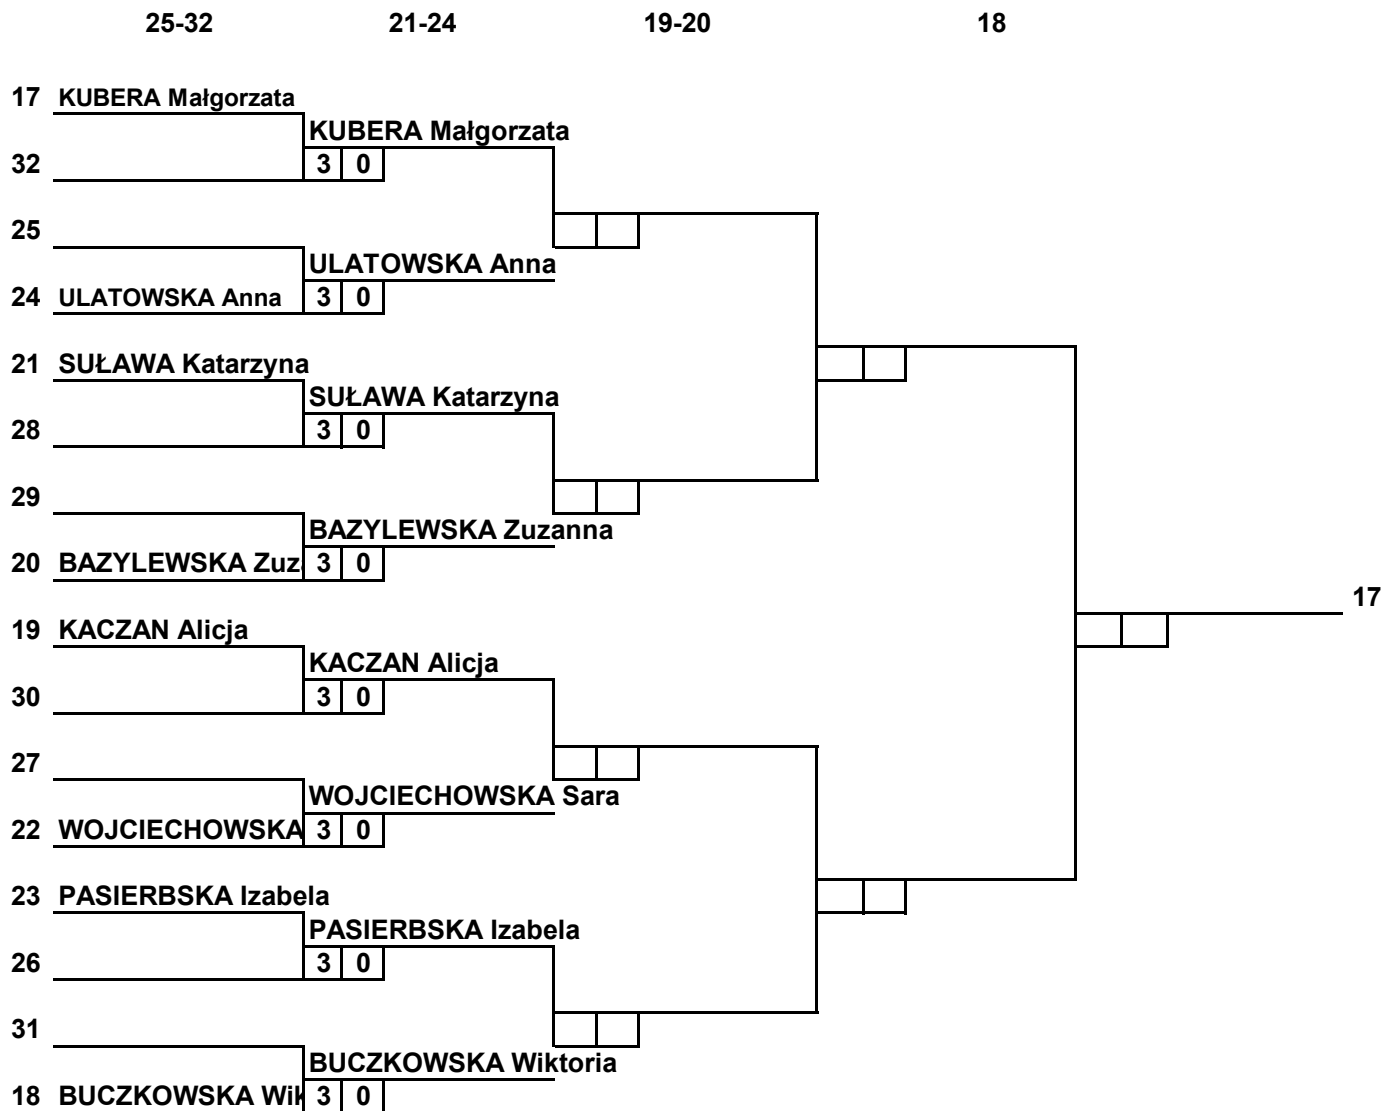 25-32 21-24 19-20 18
17 KUBERA Małgorzata
KUBERA Małgorzata
32 3 0
25
ULATOWSKA Anna
24 ULATOWSKA Anna 3 0
21 SUŁAWA Katarzyna
SUŁAWA Katarzyna
28 3 0
29
BAZYLEWSKA Zuzanna
20 BAZYLEWSKA Zuz 3 0
17
19 KACZAN Alicja
KACZAN Alicja
30 3 0
27
WOJCIECHOWSKA Sara
22 WOJCIECHOWSKA 3 0
23 PASIERBSKA Izabela
PASIERBSKA Izabela
26 3 0
31
BUCZKOWSKA Wiktoria
18 BUCZKOWSKA Wik 3 0